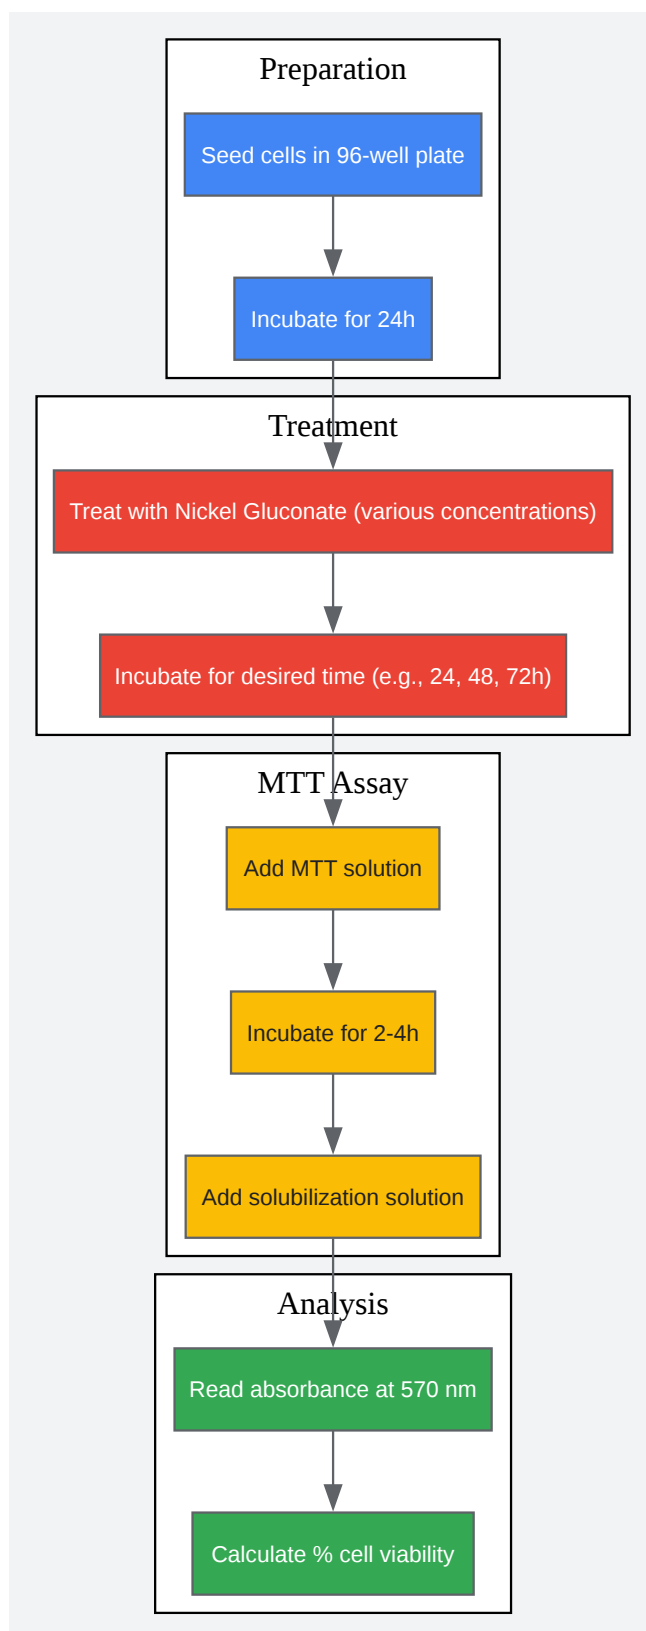 Preparation
Seed cells in 96-well plate
Incubate for 24h
Treatment
Treat with Nickel Gluconate (various concentrations)
Incubate for desired time (e.g., 24, 48, 72h)
MTT Assay
Add MTT solution
Incubate for 2-4h
Add solubilization solution
Analysis
Read absorbance at 570 nm
Calculate % cell viability